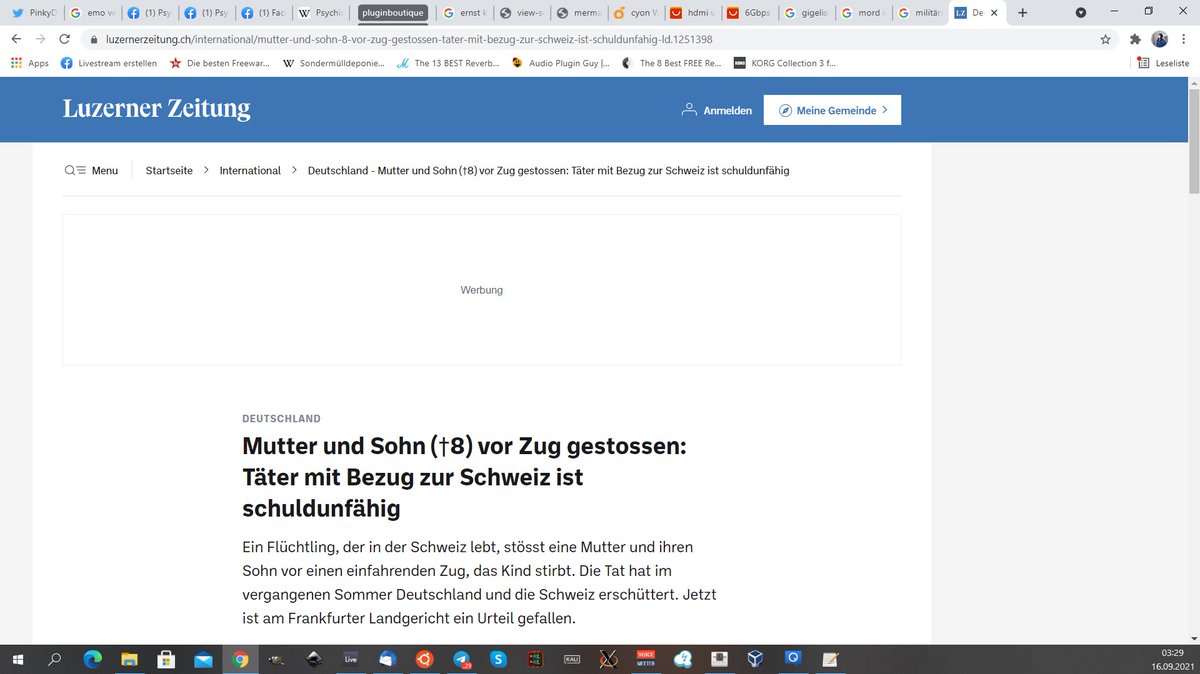 PinkyD
emo v
(1) Psy
(1) Psy
(1) Fac
Psychi
pluginboutique
ernst k
view-s
merma
cyon W
hdmi u
6Gbps
gigelis
mord
militär
LZ De
luzernerzeitung.ch/international/mutter-und-sohn-8-vor-zug-gestossen-tater-mit-bezug-zur-schweiz-ist-schuldunfahig-ld.1251398
Apps Livestream erstellen Die besten Freewar... Sondermülldeponie... The 13 BEST Reverb... Audio Plugin Guy |... The 8 Best FREE Re... KORG Collection 3 f... Leseliste
Luzerner Zeitung
Anmelden
Meine Gemeinde
Menu Startseite International Deutschland - Mutter und Sohn (†8) vor Zug gestossen: Täter mit Bezug zur Schweiz ist schuldunfähig
Werbung
DEUTSCHLAND
Mutter und Sohn (†8) vor Zug gestossen:
Täter mit Bezug zur Schweiz ist
schuldunfähig
Ein Flüchtling, der in der Schweiz lebt, stösst eine Mutter und ihren
Sohn vor einen einfahrenden Zug, das Kind stirbt. Die Tat hat im
vergangenen Sommer Deutschland und die Schweiz erschüttert. Jetzt
ist am Frankfurter Landgericht ein Urteil gefallen.
Live
29
KALI
VOICE
MEETER
03:29
16.09.2021